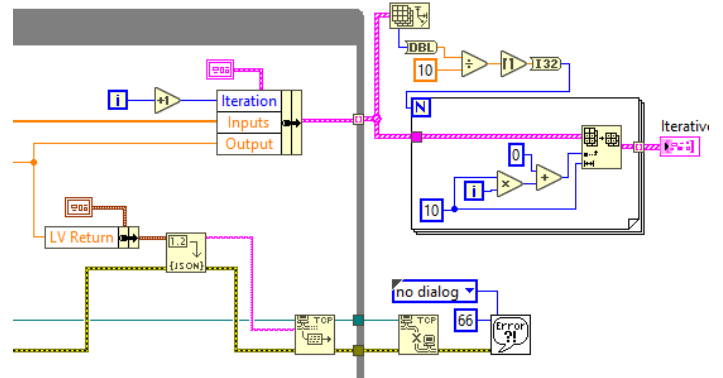 DBL
10
I32
i
+1
Iteration
Inputs
Output
N
Iterative
0
i
10
LV Return
1.2
{JSON}
no dialog
TCP
TCP
66
Error
?!